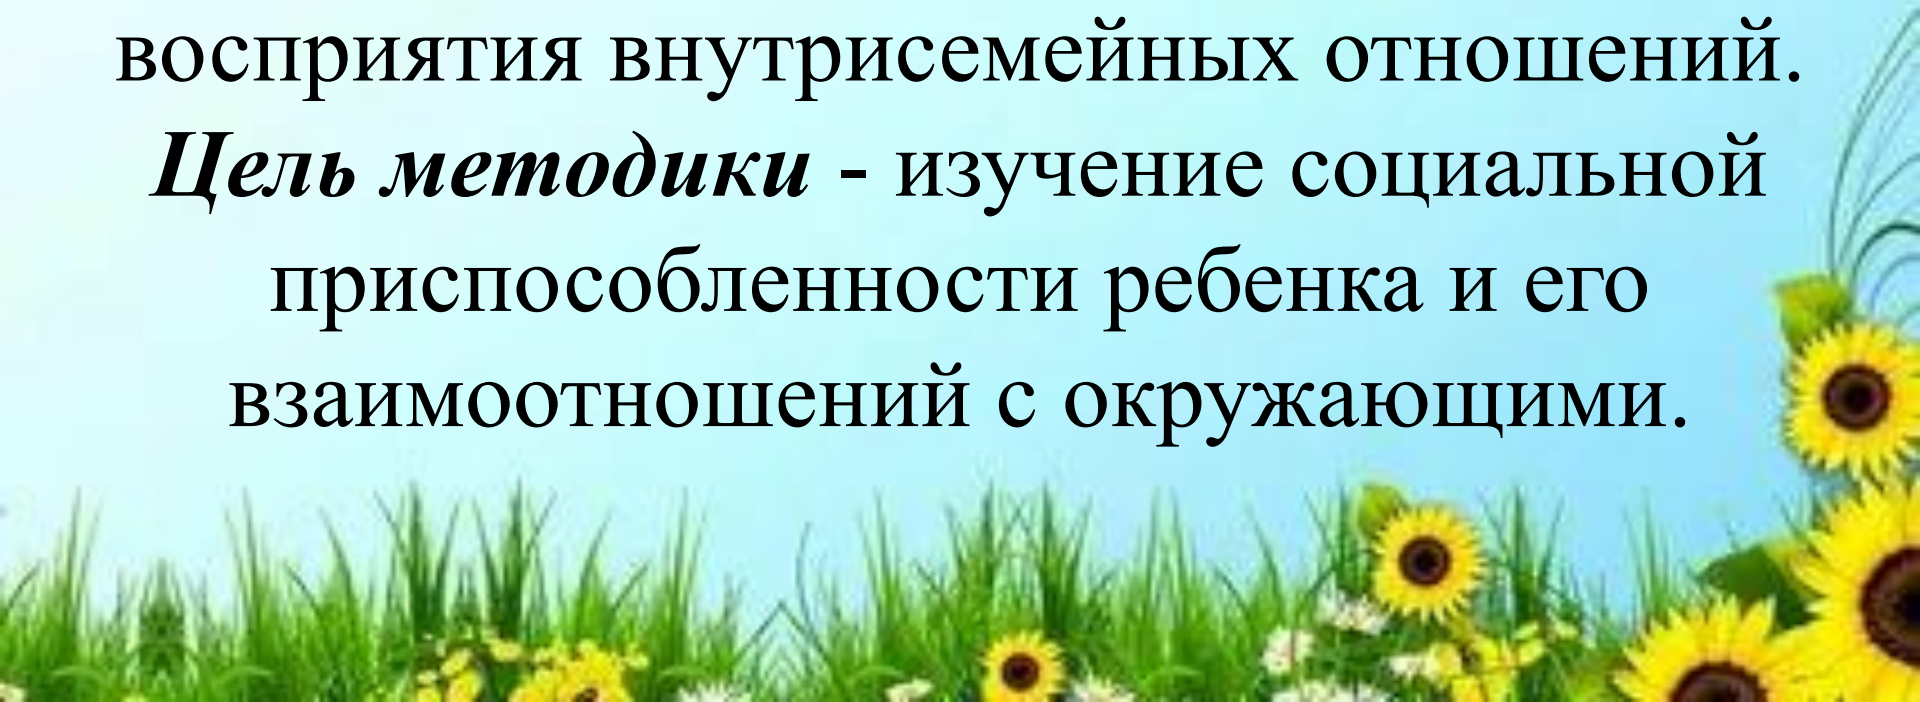 восприятия внутрисемейных отношений.
Цель методики - изучение социальной
приспособленности ребенка и его
взаимоотношений с окружающими.